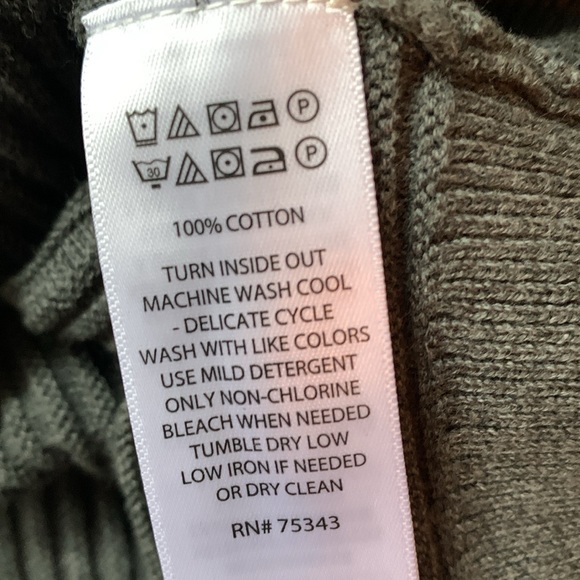 P
30 P
100% COTTON
TURN INSIDE OUT
MACHINE WASH COOL
- DELICATE CYCLE
WASH WITH LIKE COLORS
USE MILD DETERGENT
ONLY NON-CHLORINE
BLEACH WHEN NEEDED
TUMBLE DRY LOW
LOW IRON IF NEEDED
OR DRY CLEAN
RN# 75343